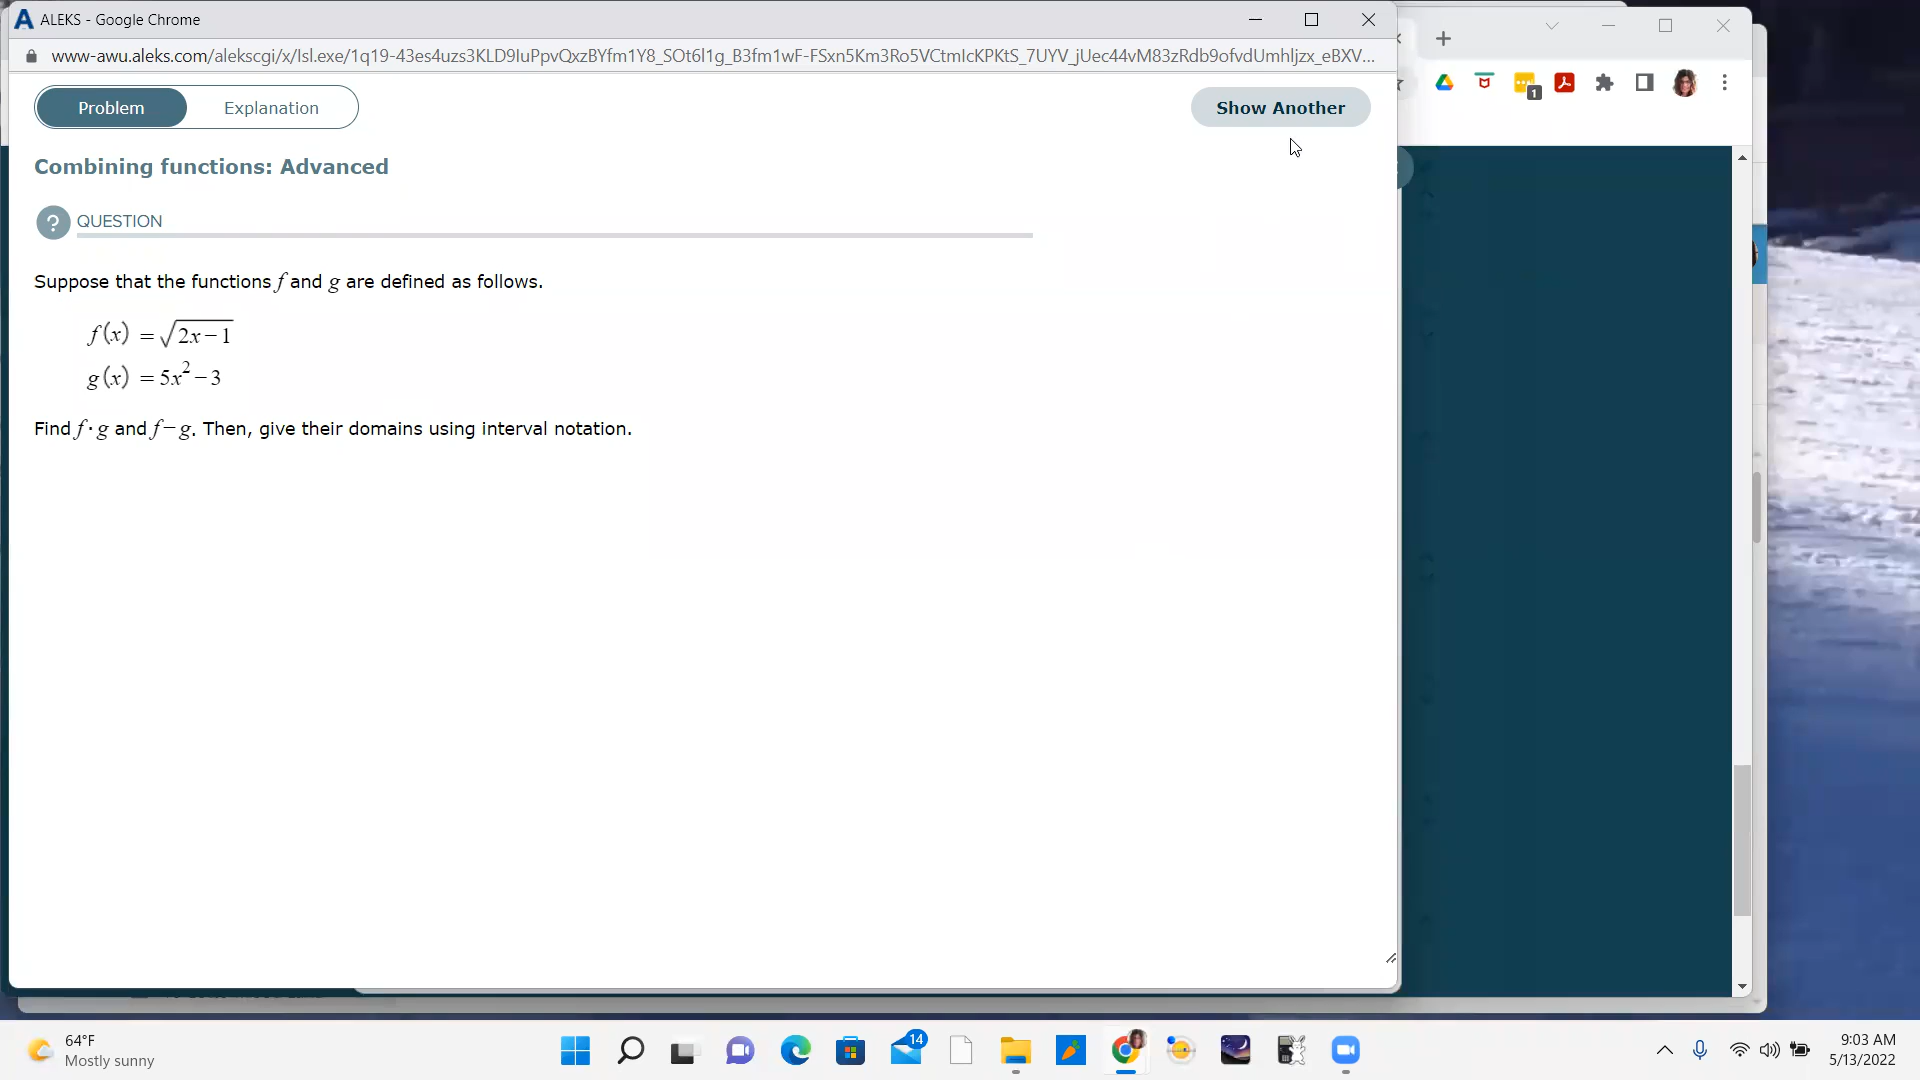 ALEKS - Google Chrome
www-awu.aleks.com/alekscgi/x/Isl.exe/1q19-43es4uzs3KLD9IuPpvQxzBYfm1Y8_SOt6l1g_B3fm1wF-FSxn5Km3Ro5VCtmIcKPKtS_7UYV_jUec44vM83zRdb9ofvdUmhljzx_eBXV...
Problem
Explanation
Show Another
1
Combining functions: Advanced
? QUESTION
Suppose that the functions f and g are defined as follows.
f(x) = √2x−1
g(x) = 5x² − 3
Find f·g and f−g. Then, give their domains using interval notation.
64°F
Mostly sunny
14
9:03 AM
5/13/2022